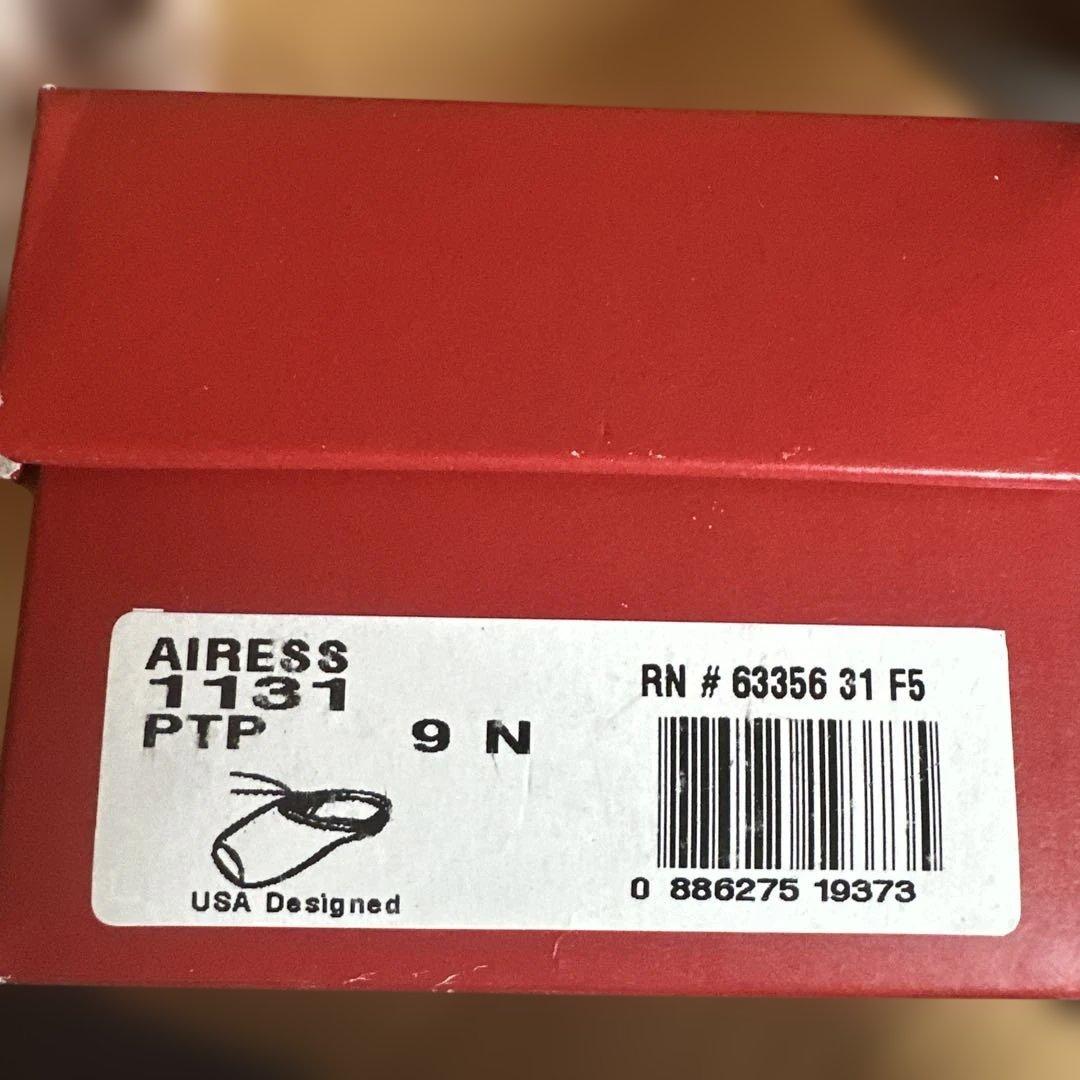 AIRESS
1131
PTP 9 N
USA Designed
RN # 63356 31 F5
0 886275 19373